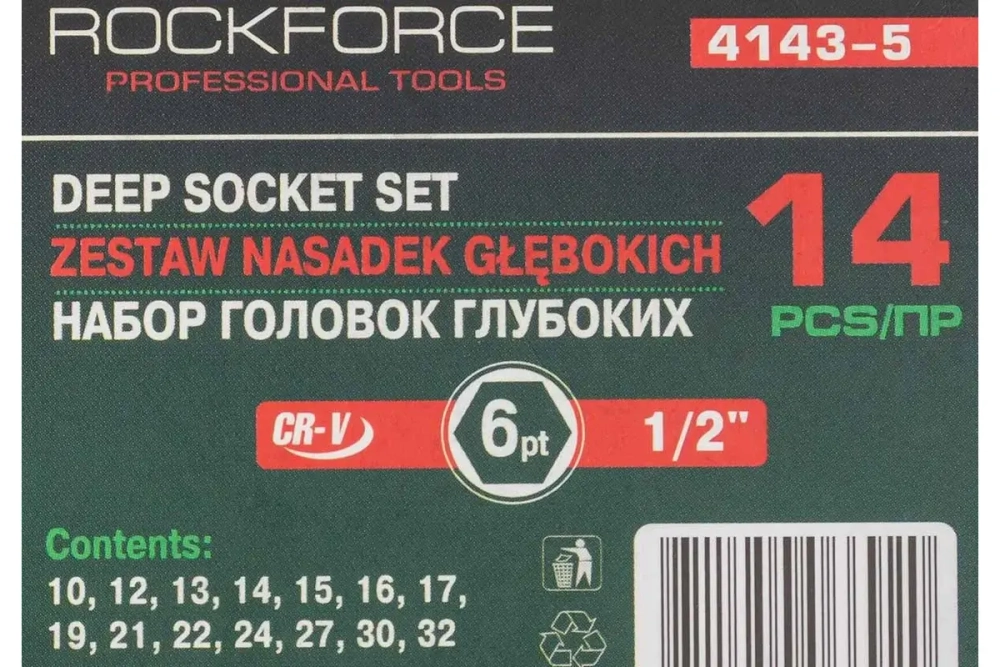 ROCKFORCE
PROFESSIONAL TOOLS
4143-5
DEEP SOCKET SET
ZESTAW NASADEK GŁĘBOKICH
НАБОР ГОЛОВОК ГЛУБОКИХ
14
PCS/ПР
CR-V
6pt
1/2"
Contents:
10, 12, 13, 14, 15, 16, 17,
19, 21, 22, 24, 27, 30, 32